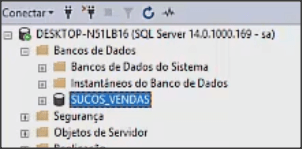 Conectar
DESKTOP-N51LB16 (SQL Server 14.0.1000.169 - sa)
Bancos de Dados
Bancos de Dados do Sistema
Instantâneos do Banco de Dados
SUCOS_VENDAS
Segurança
Objetos de Servidor